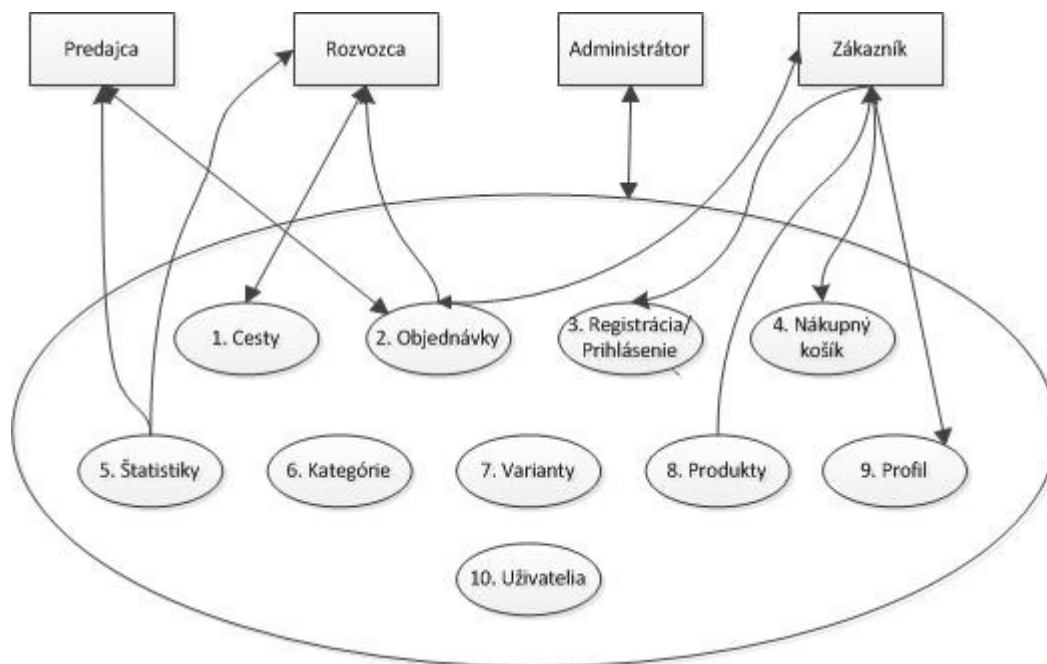 Predajca
Rozvozca
Administrátor
Zákazník
1. Cesty
2. Objednávky
3. Registrácia/
Prihlásenie
4. Nákupný
košík
5. Štatistiky
6. Kategórie
7. Varianty
8. Produkty
9. Profil
10. Uživatelia